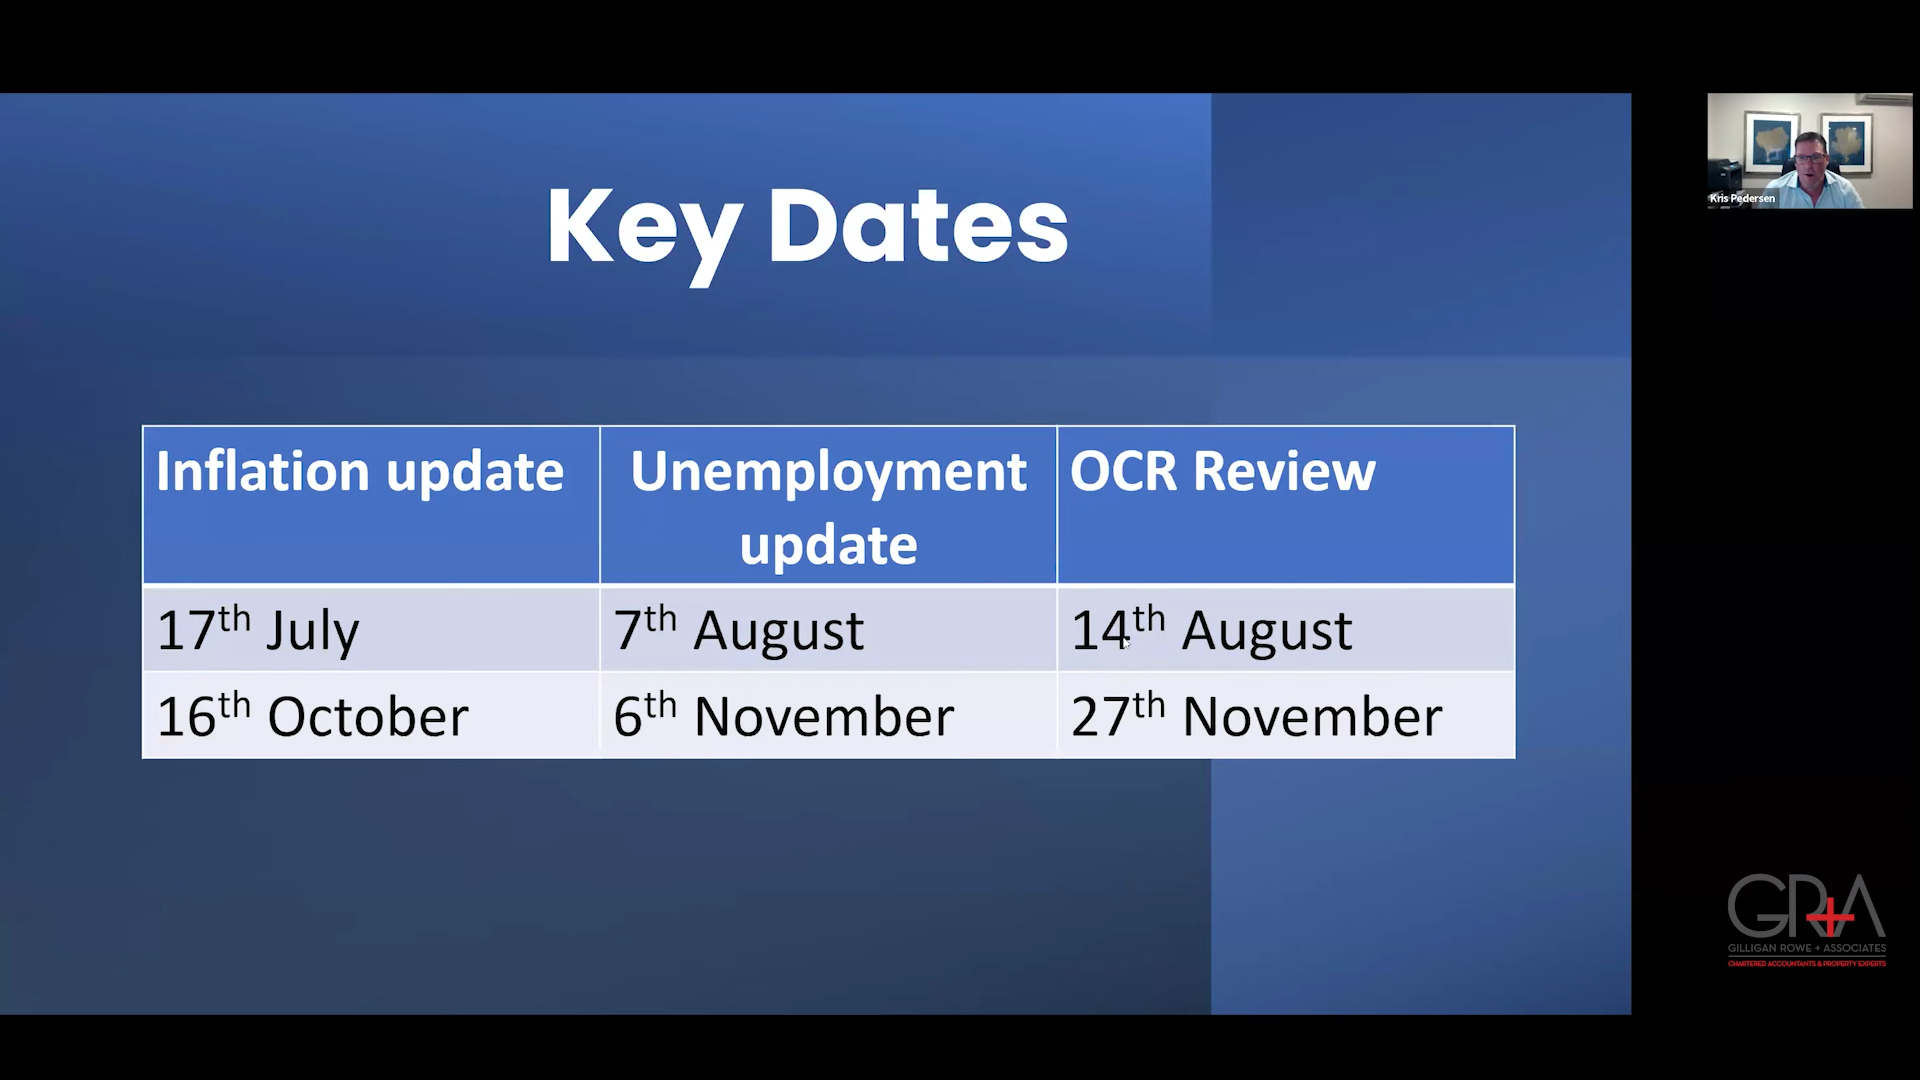 Key Dates
Inflation update
Unemployment
update
OCR Review
17th July
7th August
14th August
16th October
6th November
27th November
Kris Pedersen
GR+A
GILLIGAN ROWE + ASSOCIATES
CHARTERED ACCOUNTANTS & PROPERTY EXPERTS